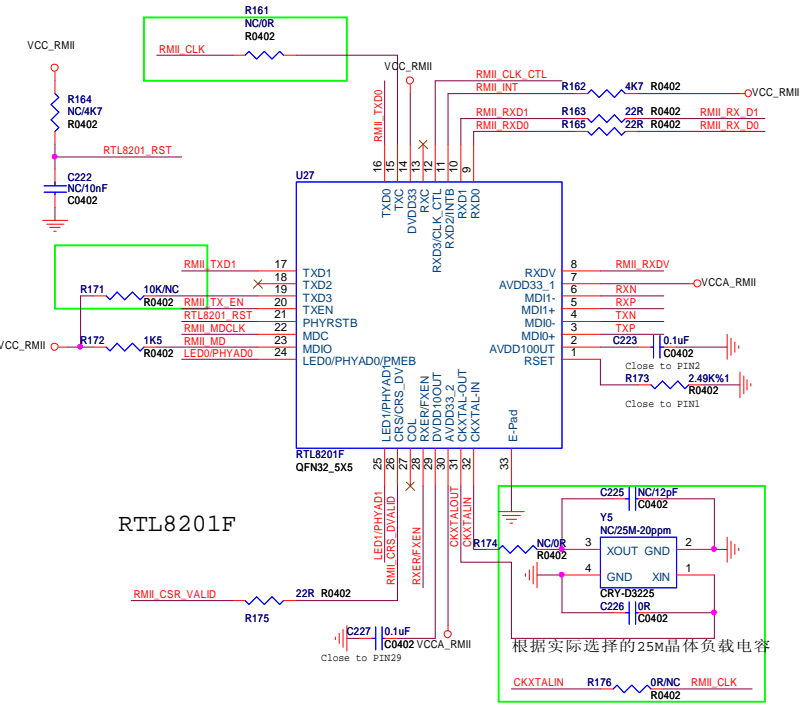 R161
NC/0R
R0402
RMII_CLK
VCC_RMII
R164
NC/4K7
R0402
RTL8201_RST
C222
NC/10nF
C0402
VCC_RMII
RMII_TXD0
RMII_CLK_CTL
RMII_INT
R162
4K7
R0402
VCC_RMII
RMII_RXD1
R163
22R
R0402
RMII_RX_D1
RMII_RXD0
R165
22R
R0402
RMII_RX_D0
16
15
14
13
12
11
10
9
U27
TXD0
TXC
DVDD33
RXC
RXD3/CLK_CTL
RXD2/INTB
RXD1
RXD0
RMII_TXD1
17
TXD1
18
TXD2
R171
10K/NC
R0402
19
TXD3
RMII_TX_EN
20
TXEN
RTL8201_RST
21
PHYRSTB
RMII_MDCLK
22
MDC
VCC_RMII
R172
1K5
R0402
RMII_MD
23
MDIO
LED0/PHYAD0
24
LED0/PHYAD0/PMEB
RXDV
8
RMII_RXDV
AVDD33_1
7
VCCA_RMII
MDI1-
6
RXN
MDI1+
5
RXP
MDI0-
4
TXN
MDI0+
3
TXP
AVDD10OUT
2
C223
0.1uF
C0402
Close to PIN2
RSET
1
R173
2.49K%1
R0402
Close to PIN1
LED1/PHYAD1
CRS/CRS_DV
COL
RXER/FXEN
DVDD10OUT
AVDD33_2
CKXTAL-OUT
CKXTAL-IN
E-Pad
RTL8201F
QFN32_5X5
25
26
27
28
29
30
31
32
33
LED1/PHYAD1
RMII_CRS_DVALID
RXER/FXEN
CKXTALOUT
CKXTALIN
RTL8201F
RMII_CSR_VALID
22R
R0402
R175
C227
0.1uF
C0402
Close to PIN29
VCCA_RMII
C225
NC/12pF
C0402
Y5
NC/25M-20ppm
R174
NC/0R
R0402
3
XOUT
GND
2
4
GND
XIN
1
CRY-D3225
C226
0R
C0402
根据实际选择的25M晶体负载电容
CKXTALIN
R176
0R/NC
R0402
RMII_CLK